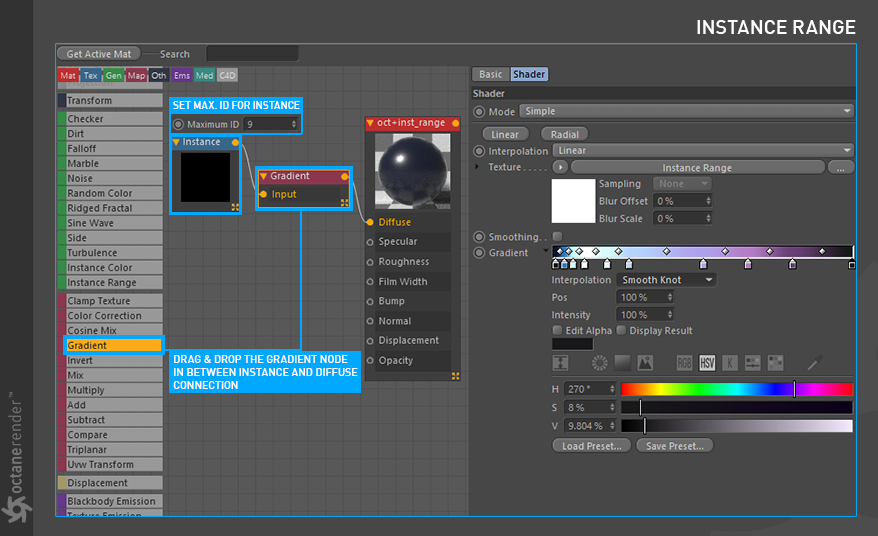 INSTANCE RANGE
Get Active Mat
Search
Mat Tex Gen Map Oth Ems Med C4D
Transform
Checker
Dirt
Falloff
Marble
Noise
Random Color
Ridged Fractal
Sine Wave
Side
Turbulence
Instance Color
Instance Range
Clamp Texture
Color Correction
Cosine Mix
Gradient
Invert
Mix
Multiply
Add
Subtract
Compare
Triplanar
Uvw Transform
Displacement
Blackbody Emission
Texture Emission
SET MAX. ID FOR INSTANCE
Maximum ID 9
Instance
Gradient
Input
DRAG & DROP THE GRADIENT NODE
IN BETWEEN INSTANCE AND DIFFUSE
CONNECTION
oct+inst_range
Diffuse
Specular
Roughness
Film Width
Bump
Normal
Displacement
Opacity
Basic Shader
Shader
Mode Simple
Linear Radial
Interpolation Linear
Texture . . . . . Instance Range ...
Sampling None
Blur Offset 0 %
Blur Scale 0 %
Smoothing. .
Gradient
Interpolation Smooth Knot
Pos 100 %
Intensity 100 %
Edit Alpha Display Result
RGB HSV K
H 270 °
S 8 %
V 9.804 %
Load Preset... Save Preset...
octanerender™